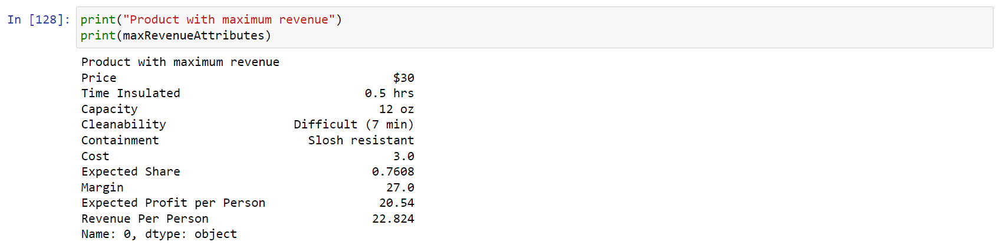 In [128]: print("Product with maximum revenue")
print(maxRevenueAttributes)
Product with maximum revenue
Price $30
Time Insulated 0.5 hrs
Capacity 12 oz
Cleanability Difficult (7 min)
Containment Slosh resistant
Cost 3.0
Expected Share 0.7608
Margin 27.0
Expected Profit per Person 20.54
Revenue Per Person 22.824
Name: 0, dtype: object